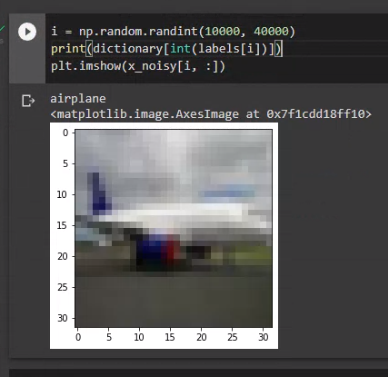 i = np.random.randint(10000, 40000)
print(dictionary[int(labels[i])])
plt.imshow(x_noisy[i, :])
airplane
<matplotlib.image.AxesImage at 0x7f1cdd18ff10>
0
5
10
15
20
25
30
0 5 10 15 20 25 30